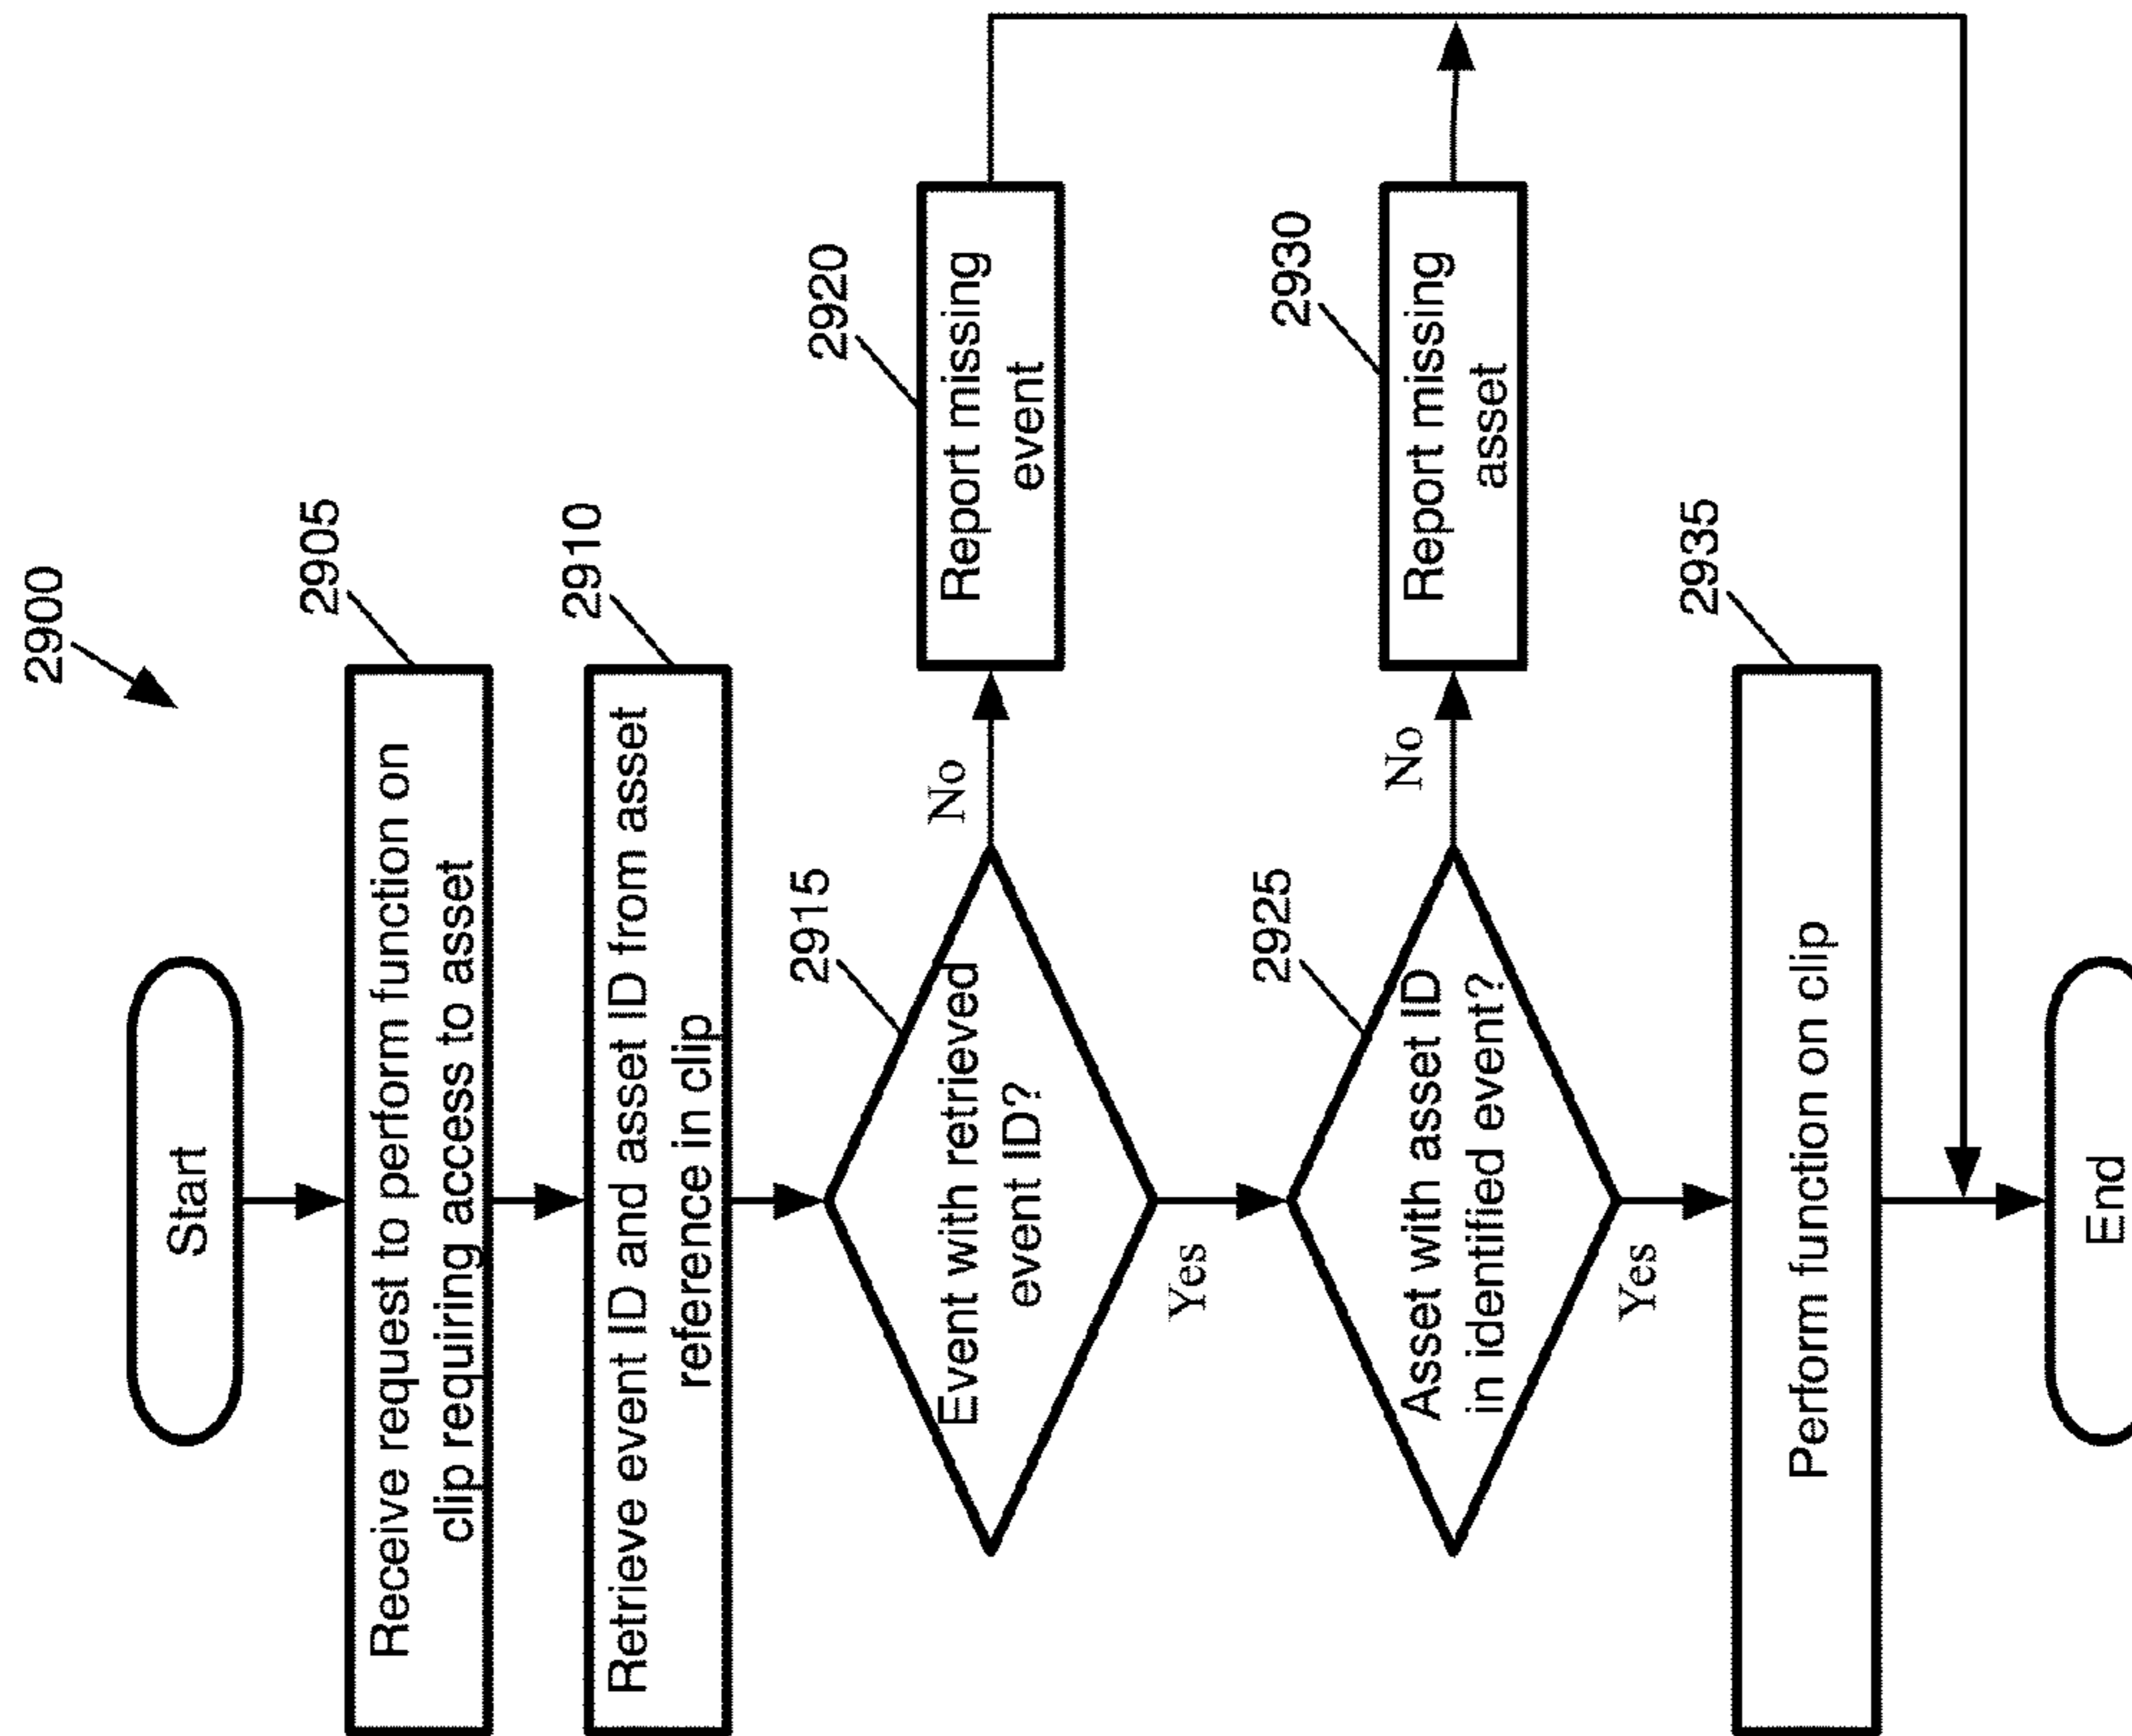 2900
Start
2905
Receive request to perform function on
clip requiring access to asset
2910
Retrieve event ID and asset ID from asset
reference in clip
2915
Event with retrieved
event ID?
No
2920
Report missing
event
Yes
2925
Asset with asset ID
in identified event?
No
2930
Report missing
asset
Yes
2935
Perform function on clip
End